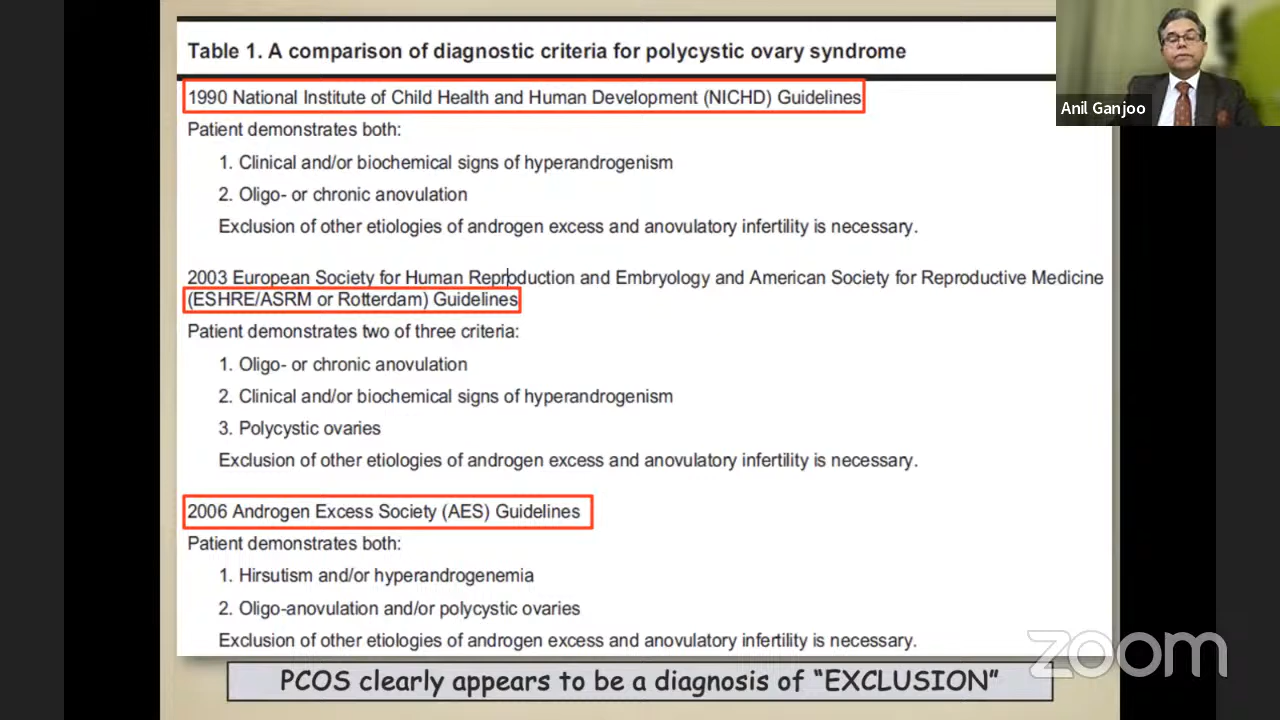 Table 1. A comparison of diagnostic criteria for polycystic ovary syndrome
Anil Ganjoo
1990 National Institute of Child Health and Human Development (NICHD) Guidelines
Patient demonstrates both:
1. Clinical and/or biochemical signs of hyperandrogenism
2. Oligo- or chronic anovulation
Exclusion of other etiologies of androgen excess and anovulatory infertility is necessary.
2003 European Society for Human Reproduction and Embryology and American Society for Reproductive Medicine
(ESHRE/ASRM or Rotterdam) Guidelines
Patient demonstrates two of three criteria:
1. Oligo- or chronic anovulation
2. Clinical and/or biochemical signs of hyperandrogenism
3. Polycystic ovaries
Exclusion of other etiologies of androgen excess and anovulatory infertility is necessary.
2006 Androgen Excess Society (AES) Guidelines
Patient demonstrates both:
1. Hirsutism and/or hyperandrogenemia
2. Oligo-anovulation and/or polycystic ovaries
Exclusion of other etiologies of androgen excess and anovulatory infertility is necessary.
zoom
PCOS clearly appears to be a diagnosis of “EXCLUSION”